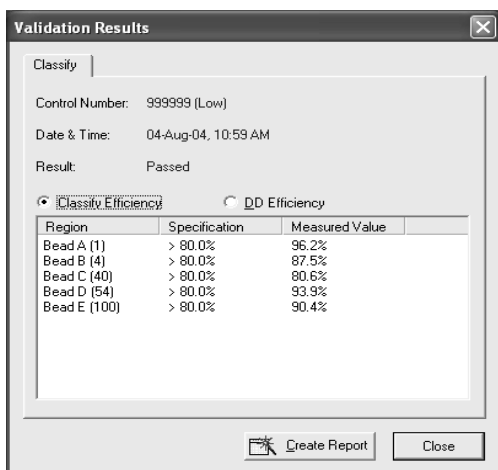 Validation Results
Classify
Control Number: 999999 (Low)
Date & Time: 04-Aug-04, 10:59 AM
Result: Passed
Classify Efficiency DD Efficiency
Region Specification Measured Value
Bead A (1) > 80.0% 96.2%
Bead B (4) > 80.0% 87.5%
Bead C (40) > 80.0% 80.6%
Bead D (54) > 80.0% 93.9%
Bead E (100) > 80.0% 90.4%
Create Report Close